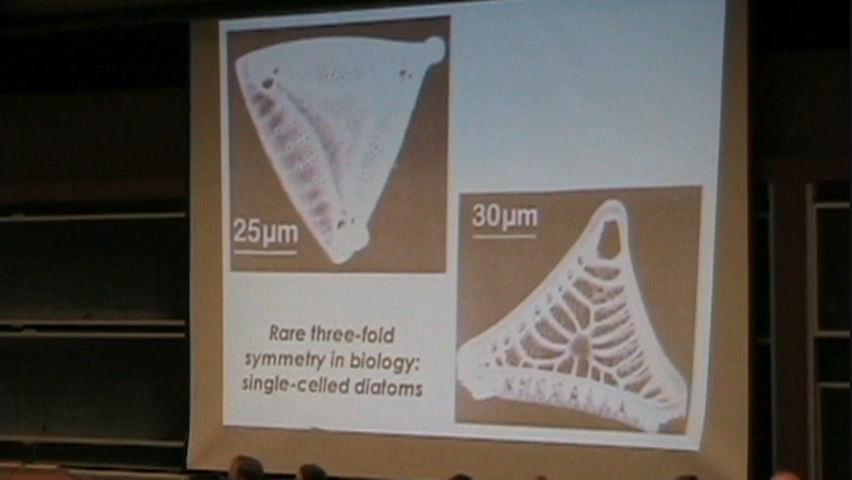 25µm
30µm
Rare three-fold
symmetry in biology:
single-celled diatoms